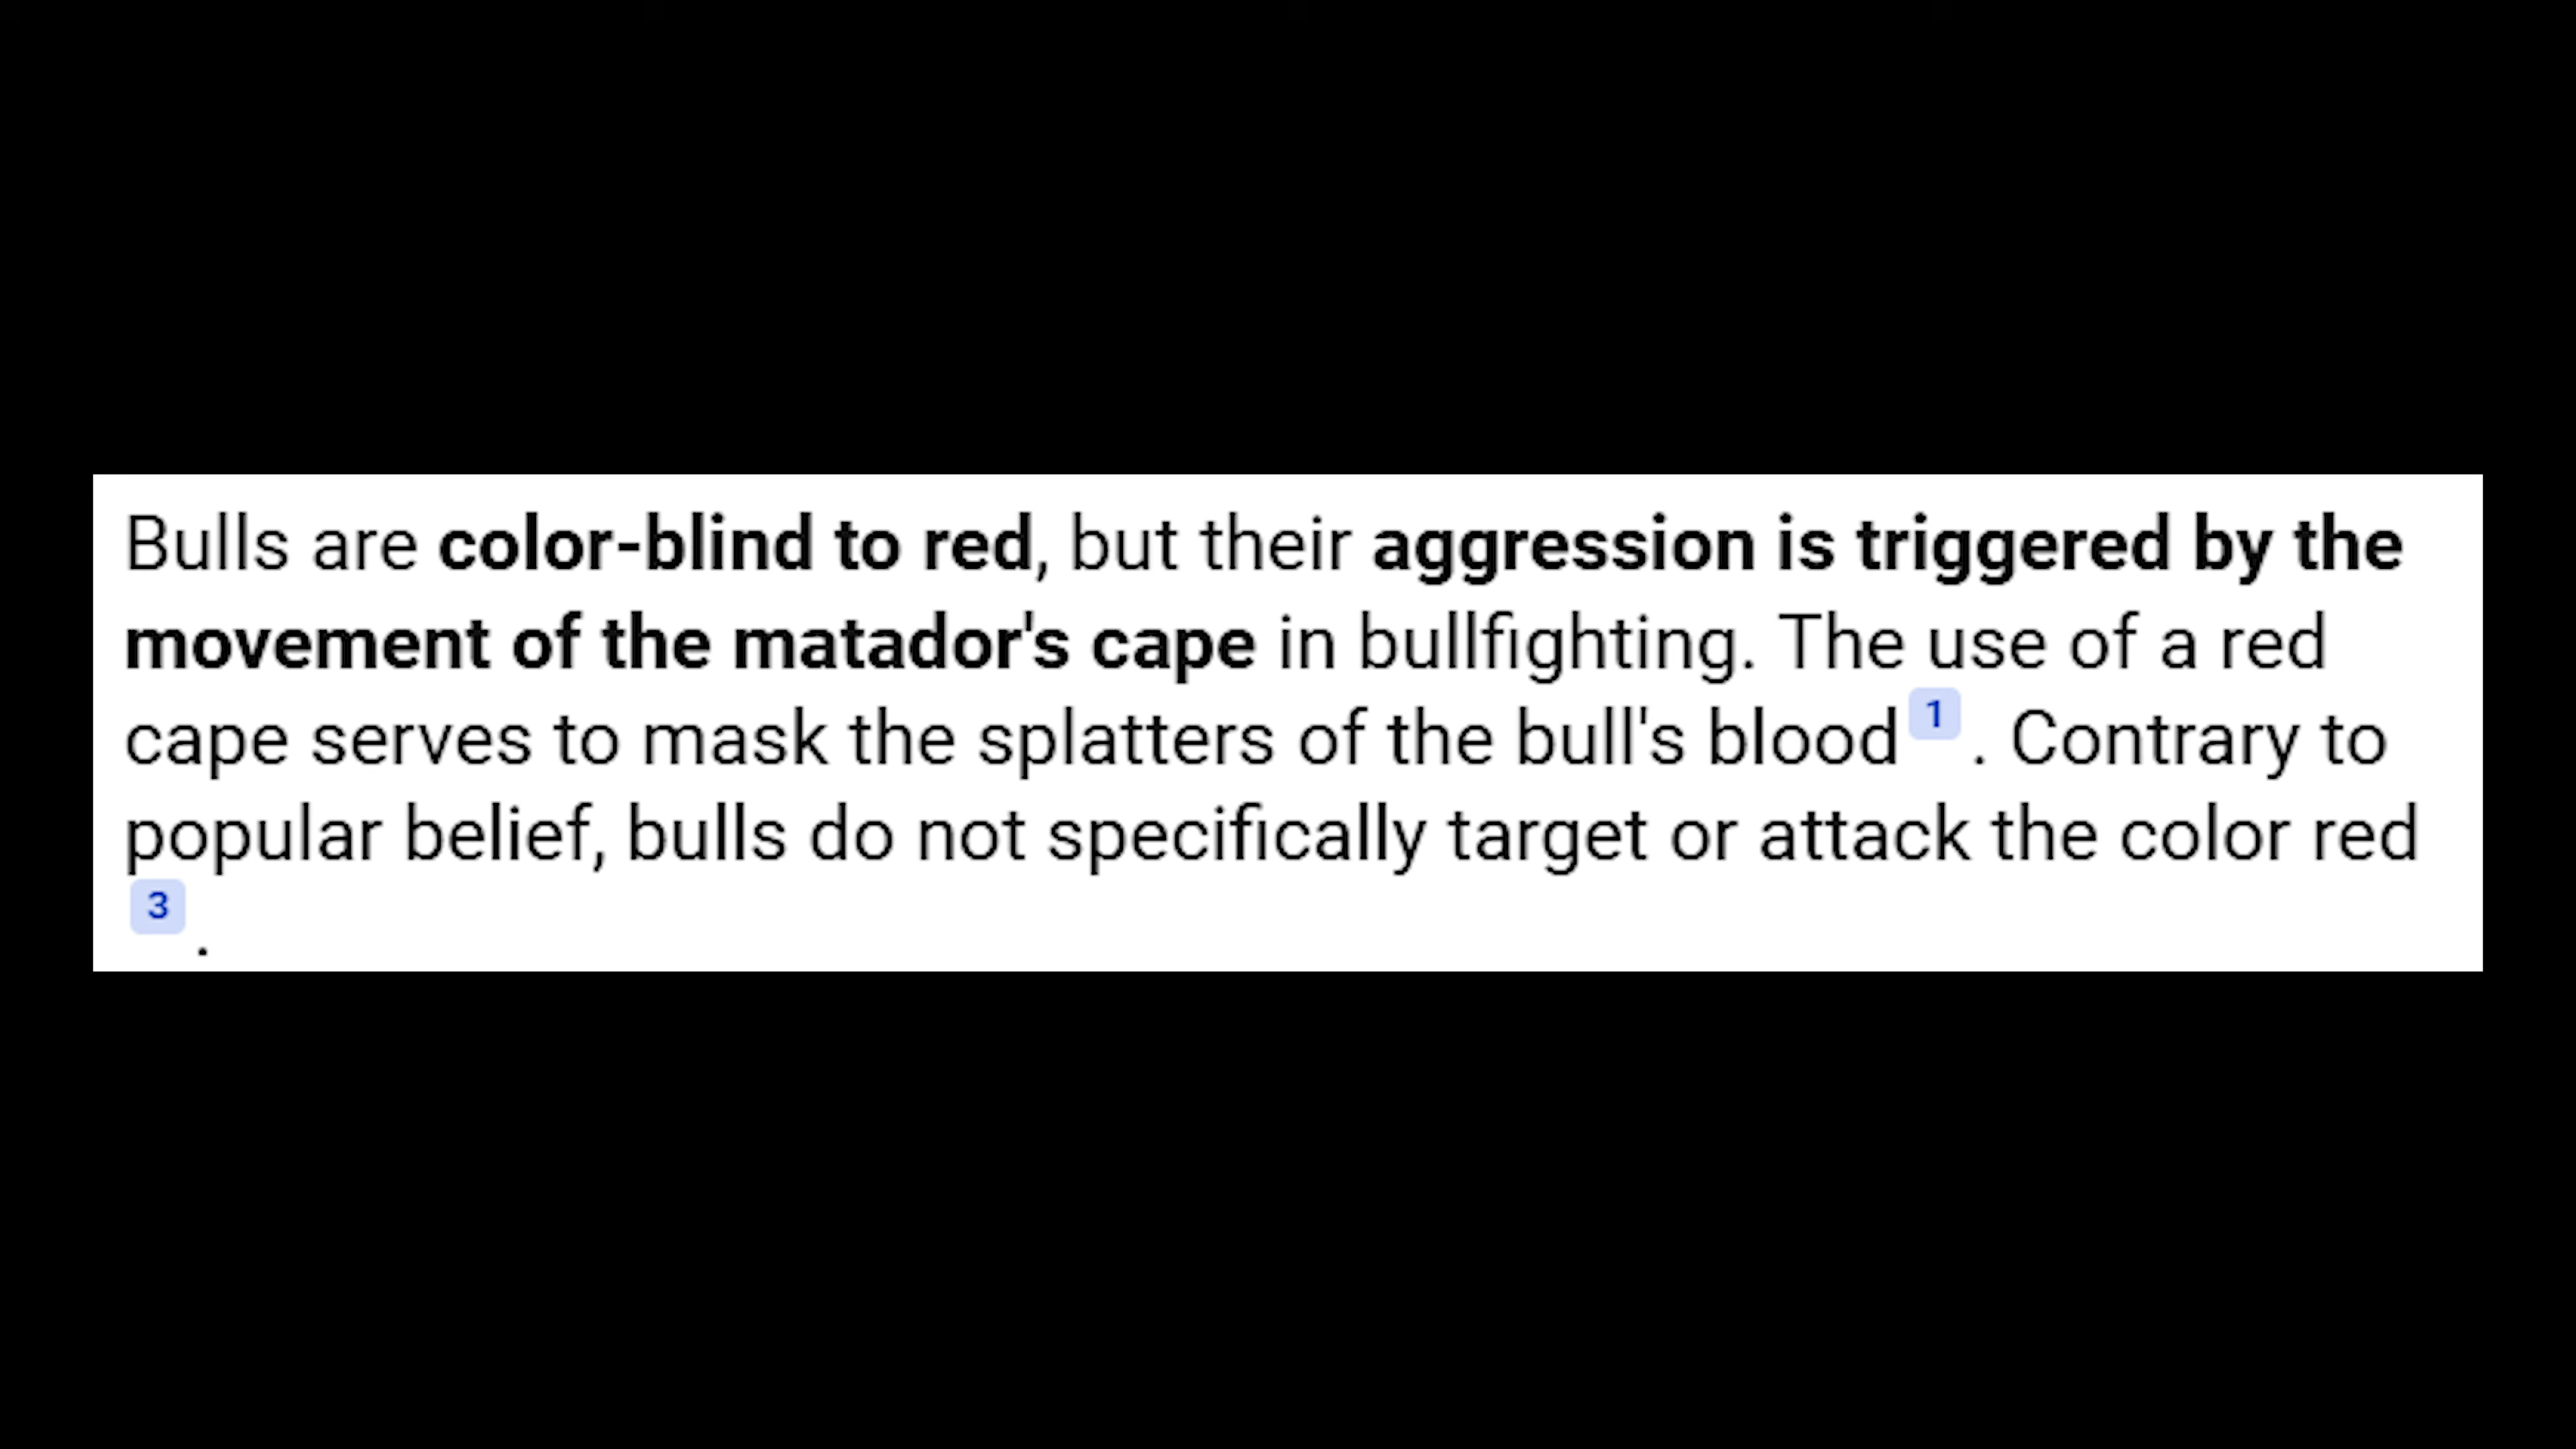 Bulls are color-blind to red, but their aggression is triggered by the
movement of the matador's cape in bullfighting. The use of a red
cape serves to mask the splatters of the bull's blood 1 . Contrary to
popular belief, bulls do not specifically target or attack the color red
3 .